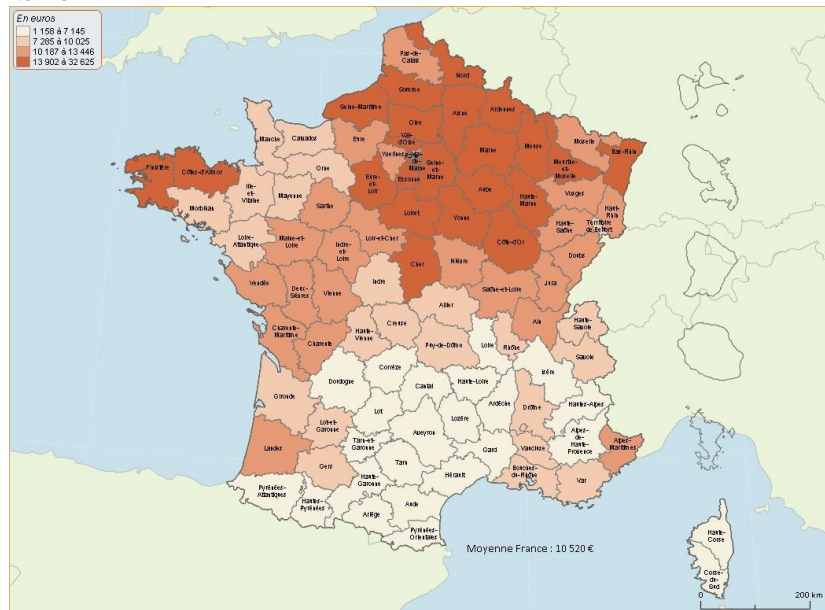 En euros
1 158 à 7 145
7 285 à 10 025
10 187 à 13 446
13 902 à 32 625
Pas-de-
Calais
Nord
Somme
Seine-Maritime
Aisne
Ardennes
Oise
Manche
Calvados
Eure
Val-
d'Oise
Marne
Meuse
Moselle
Bas-Rhin
Meurthe-
et-
Moselle
Orne
Yvelines
Seine-
et-
Marne
Essonne
Finistère
Côtes-d'Armor
Ille-
et-
Vilaine
Mayenne
Eure-
et-
Loir
Aube
Haute-
Marne
Vosges
Haut-
Rhin
Morbihan
Sarthe
Loiret
Yonne
Haute-
Saône
Territoire
de Belfort
Loire-
Atlantique
Maine-et-
Loire
Indre-
et-
Loire
Loir-et-Cher
Côte-d'Or
Doubs
Cher
Nièvre
Vendée
Deux-
Sèvres
Vienne
Indre
Saône-et-Loire
Jura
Allier
Charente-
Maritime
Charente
Haute-
Vienne
Creuse
Puy-de-Dôme
Loire
Rhône
Ain
Haute-
Savoie
Savoie
Corrèze
Isère
Dordogne
Cantal
Haute-Loire
Gironde
Ardèche
Drôme
Hautes-Alpes
Lot
Lozère
Lot-et-
Garonne
Aveyron
Alpes-
de-
Haute-
Provence
Alpes-
Maritimes
Landes
Tarn-et-
Garonne
Gard
Vaucluse
Gers
Tarn
Hérault
Bouches-
du-Rhône
Var
Haute-
Garonne
Pyrénées-
Atlantiques
Hautes-
Pyrénées
Ariège
Aude
Pyrénées-
Orientales
Haute-
Corse
Corse-
du-
Sud
Moyenne France : 10 520 €
0
200 km